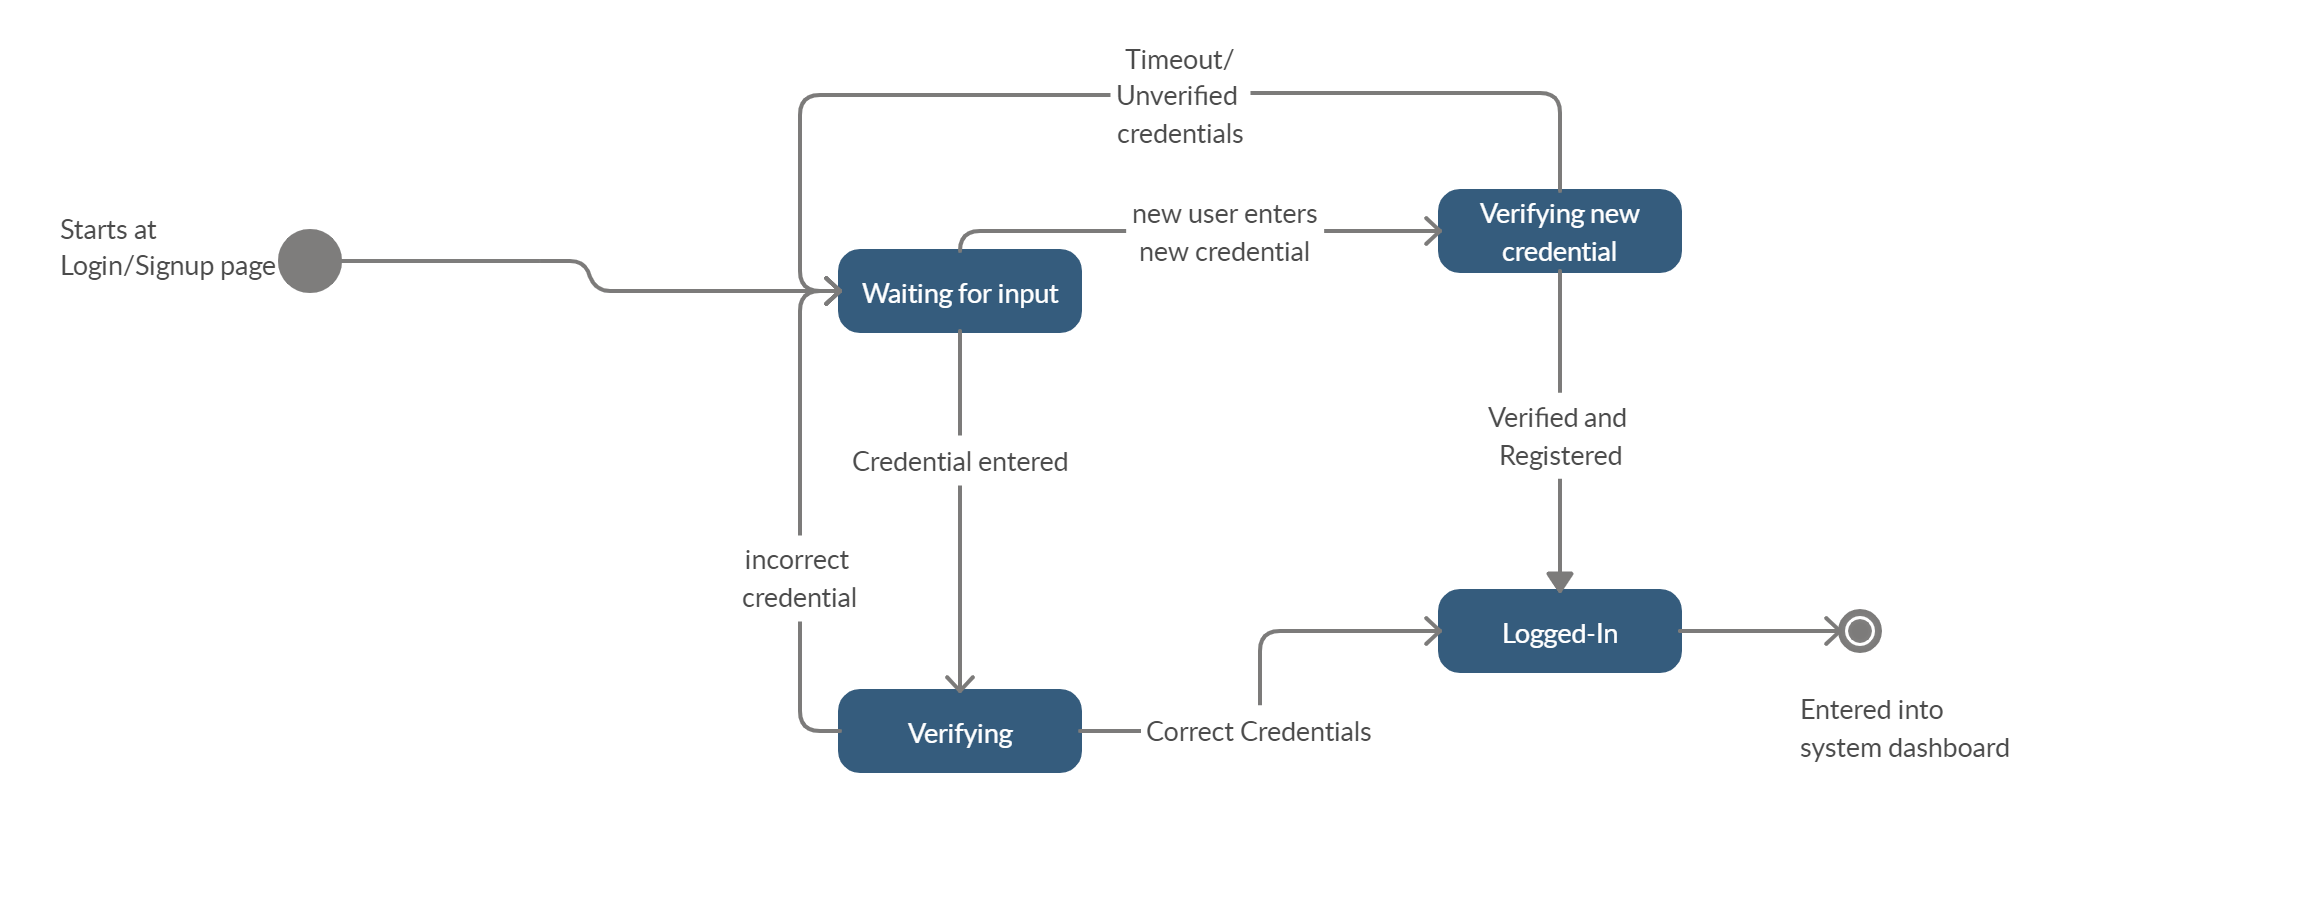 Timeout/
Unverified
credentials
Starts at
Login/Signup page
new user enters
new credential
Verifying new
credential
Waiting for input
Credential entered
Verified and
Registered
incorrect
credential
Logged-In
Verifying
Correct Credentials
Entered into
system dashboard